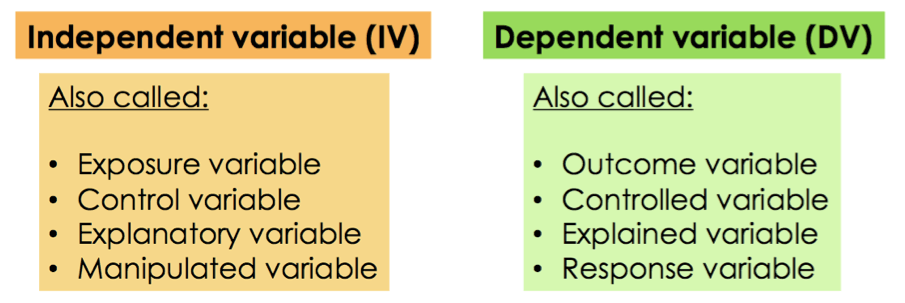 Independent variable (IV)
Also called:
• Exposure variable
• Control variable
• Explanatory variable
• Manipulated variable
Dependent variable (DV)
Also called:
• Outcome variable
• Controlled variable
• Explained variable
• Response variable